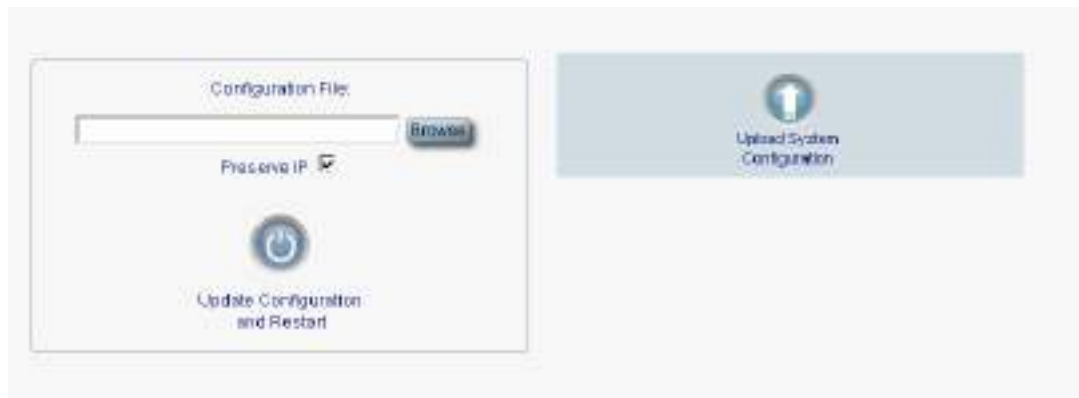 Configuration File:
Browse
Preserve IP
Update Configuration
and Restart
Upload System
Configuration